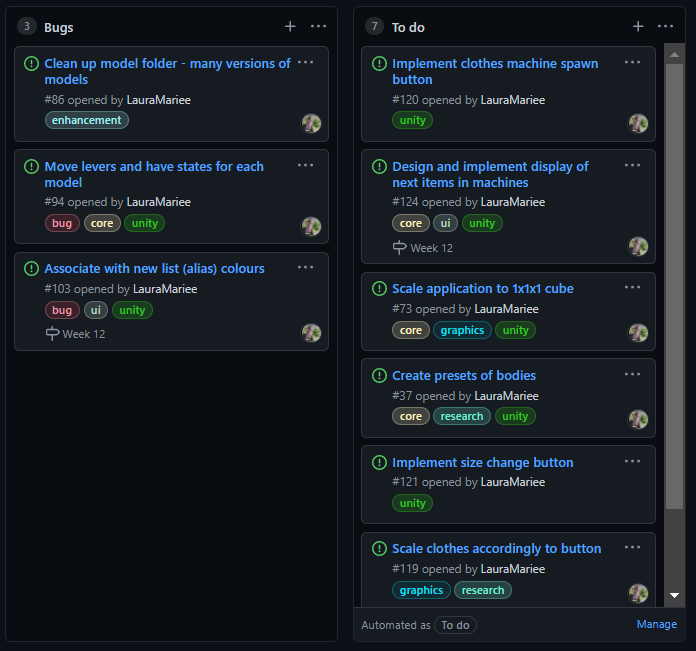 3 Bugs
Clean up model folder - many versions of
models
#86 opened by LauraMariee
enhancement
Move levers and have states for each
model
#94 opened by LauraMariee
bug core unity
Associate with new list (alias) colours
#103 opened by LauraMariee
bug ui unity
Week 12
7 To do
Implement clothes machine spawn
button
#120 opened by LauraMariee
unity
Design and implement display of
next items in machines
#124 opened by LauraMariee
core ui unity
Week 12
Scale application to 1x1x1 cube
#73 opened by LauraMariee
core graphics unity
Create presets of bodies
#37 opened by LauraMariee
core research unity
Implement size change button
#121 opened by LauraMariee
unity
Scale clothes accordingly to button
#119 opened by LauraMariee
graphics research
Automated as To do Manage